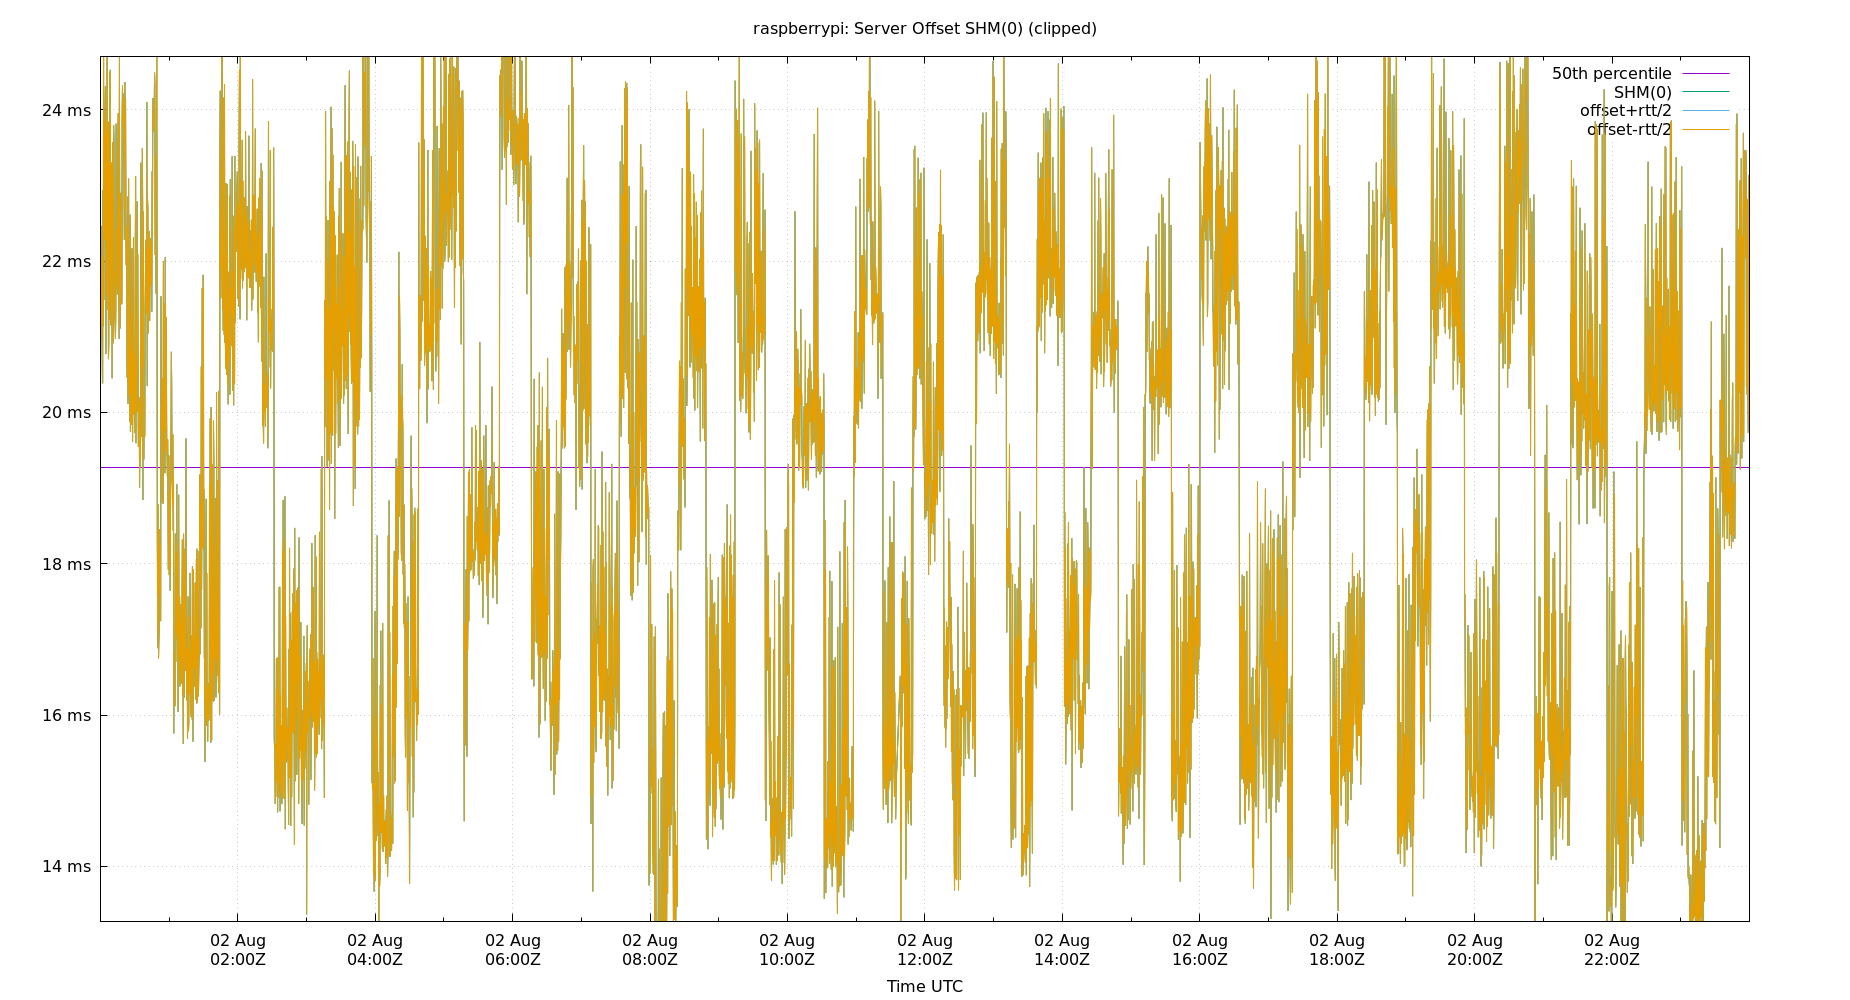 raspberrypi: Server Offset SHM(0) (clipped)
50th percentile
SHM(0)
offset+rtt/2
offset-rtt/2
24 ms
22 ms
20 ms
18 ms
16 ms
14 ms
02 Aug 02 Aug 02 Aug 02 Aug 02 Aug 02 Aug 02 Aug 02 Aug 02 Aug 02 Aug 02 Aug
02:00Z 04:00Z 06:00Z 08:00Z 10:00Z 12:00Z 14:00Z 16:00Z 18:00Z 20:00Z 22:00Z
Time UTC